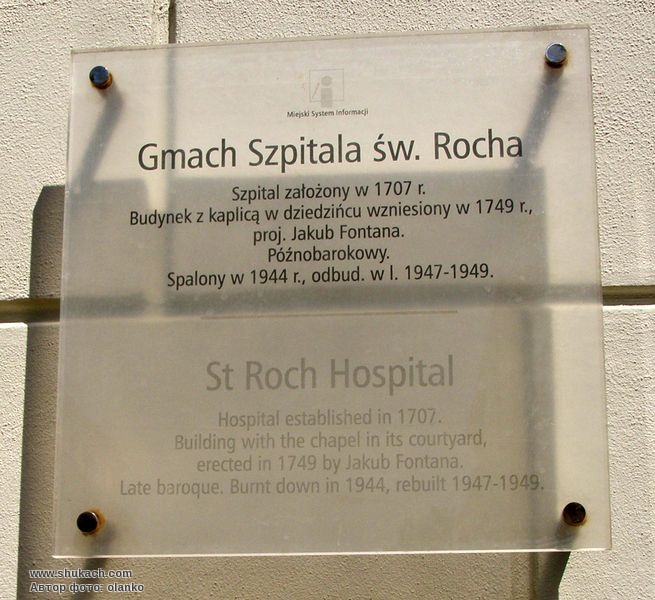 Miejski System Informacji
Gmach Szpitala św. Rocha
Szpital założony w 1707 r.
Budynek z kaplicą w dziedzińcu wzniesiony w 1749 r.,
proj. Jakub Fontana.
Późnobarokowy.
Spalony w 1944 r., odbud. w l. 1947-1949.
St Roch Hospital
Hospital established in 1707.
Building with the chapel in its courtyard,
erected in 1749 by Jakub Fontana.
Late baroque. Burnt down in 1944, rebuilt 1947-1949.
www.shukach.com
Автор фото: olanko